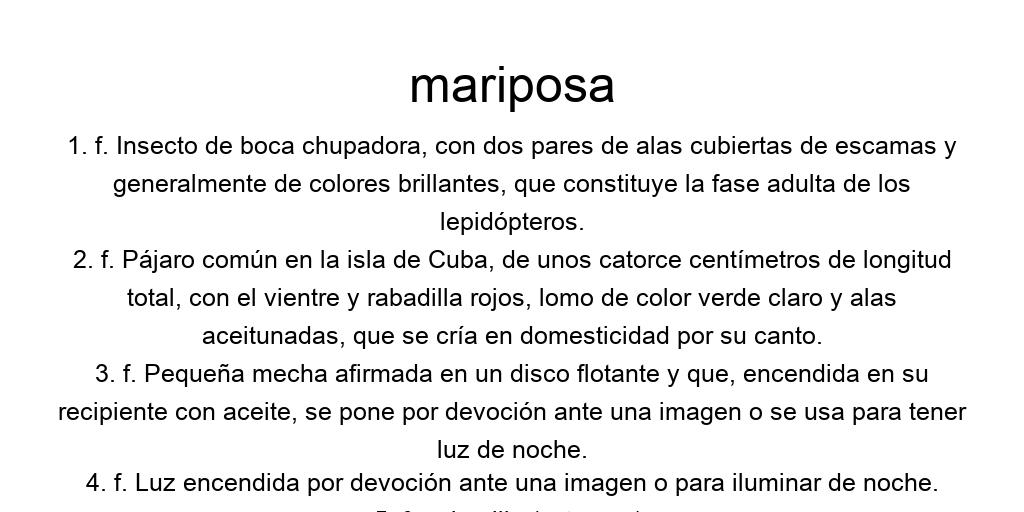 mariposa
1. f. Insecto de boca chupadora, con dos pares de alas cubiertas de escamas y
generalmente de colores brillantes, que constituye la fase adulta de los
lepidópteros.
2. f. Pájaro común en la isla de Cuba, de unos catorce centímetros de longitud
total, con el vientre y rabadilla rojos, lomo de color verde claro y alas
aceitunadas, que se cría en domesticidad por su canto.
3. f. Pequeña mecha afirmada en un disco flotante y que, encendida en su
recipiente con aceite, se pone por devoción ante una imagen o se usa para tener
luz de noche.
4. f. Luz encendida por devoción ante una imagen o para iluminar de noche.